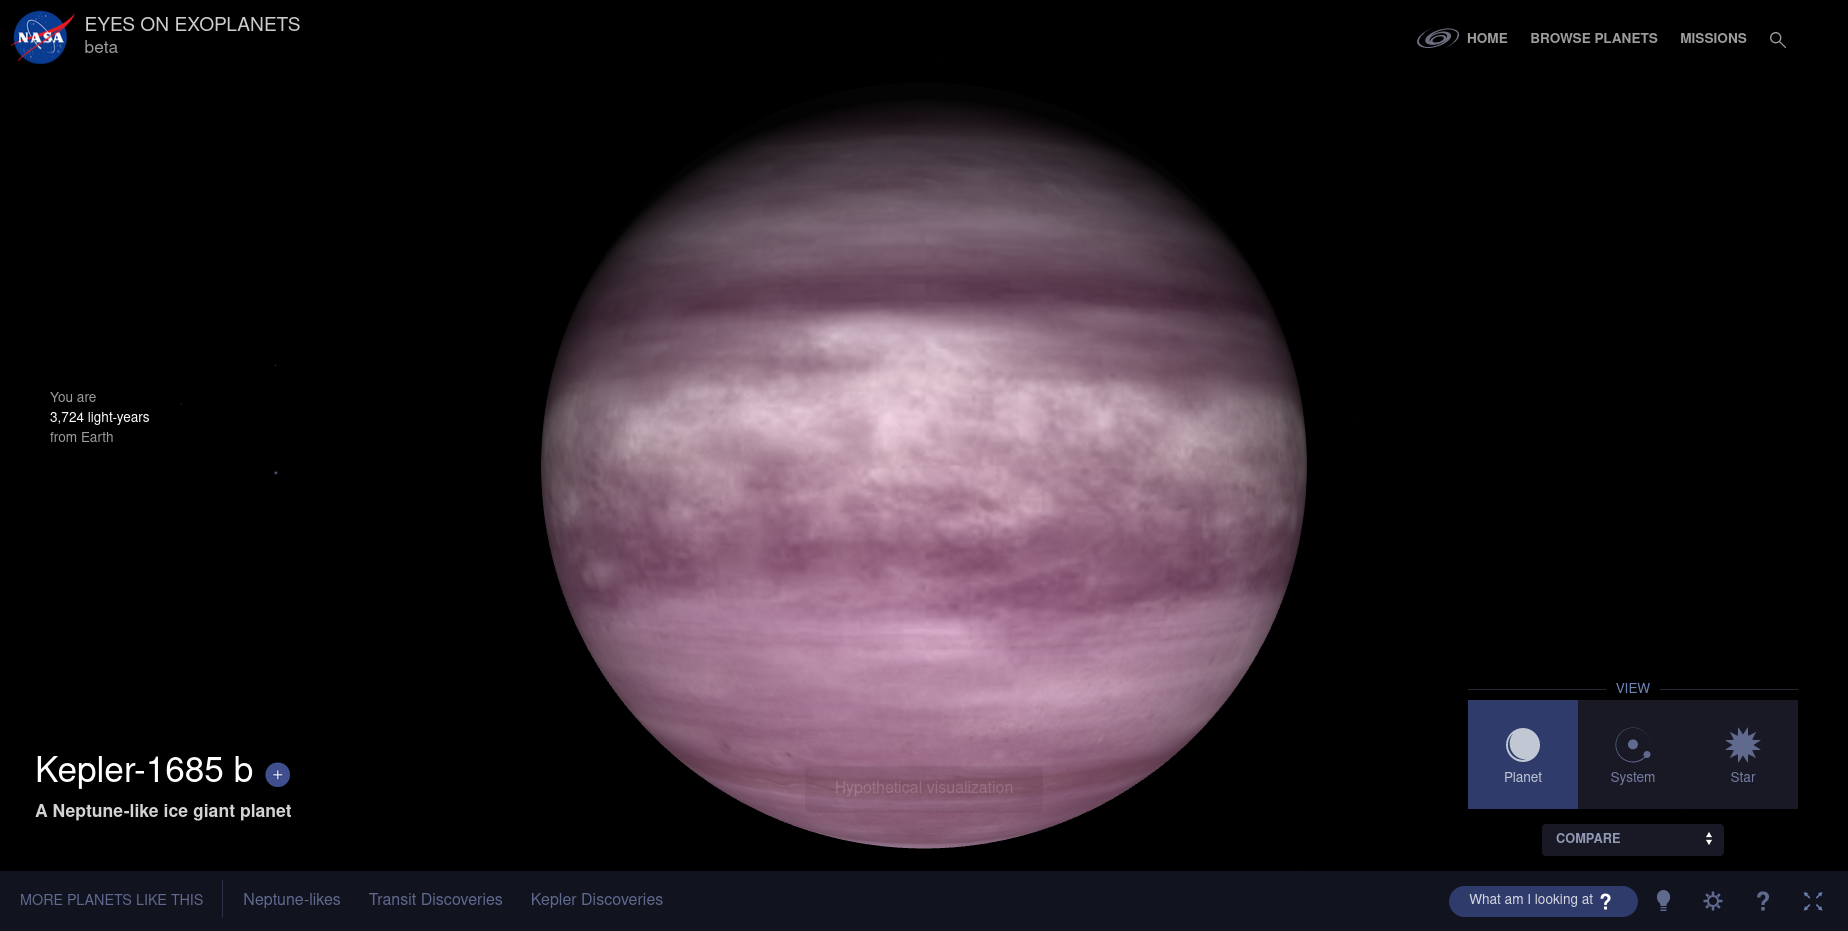 NASA
EYES ON EXOPLANETS
beta
HOME
BROWSE PLANETS
MISSIONS
You are
3,724 light-years
from Earth
Kepler-1685 b +
A Neptune-like ice giant planet
Hypothetical visualization
VIEW
Planet
System
Star
COMPARE
MORE PLANETS LIKE THIS
Neptune-likes
Transit Discoveries
Kepler Discoveries
What am I looking at ?
?